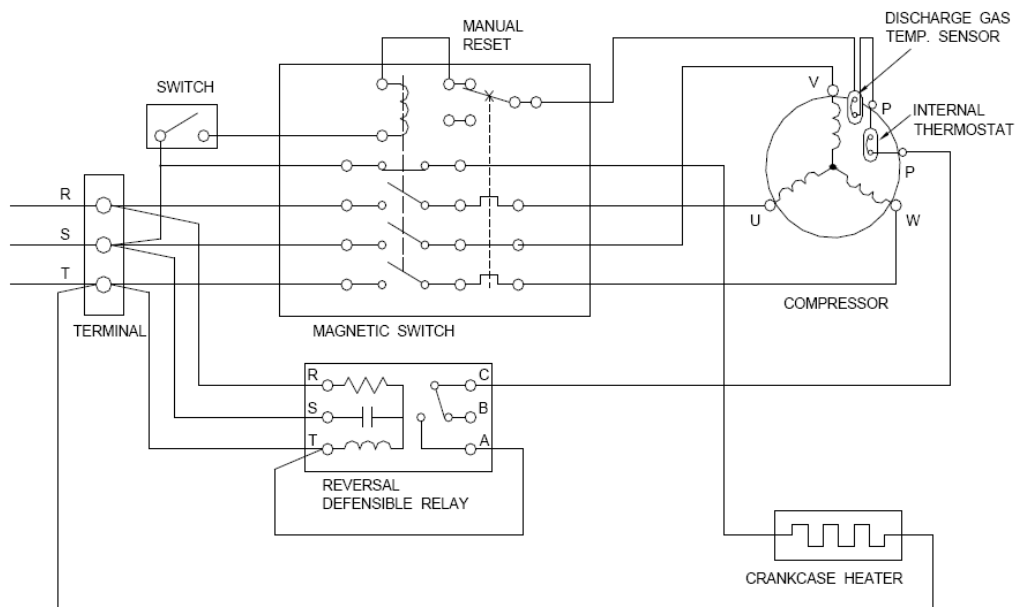 DISCHARGE GAS
TEMP. SENSOR
MANUAL
RESET
SWITCH
V
P
INTERNAL
THERMOSTAT
P
R
U
W
S
T
COMPRESSOR
TERMINAL
MAGNETIC SWITCH
R
C
S
B
T
A
REVERSAL
DEFENSIBLE RELAY
CRANKCASE HEATER